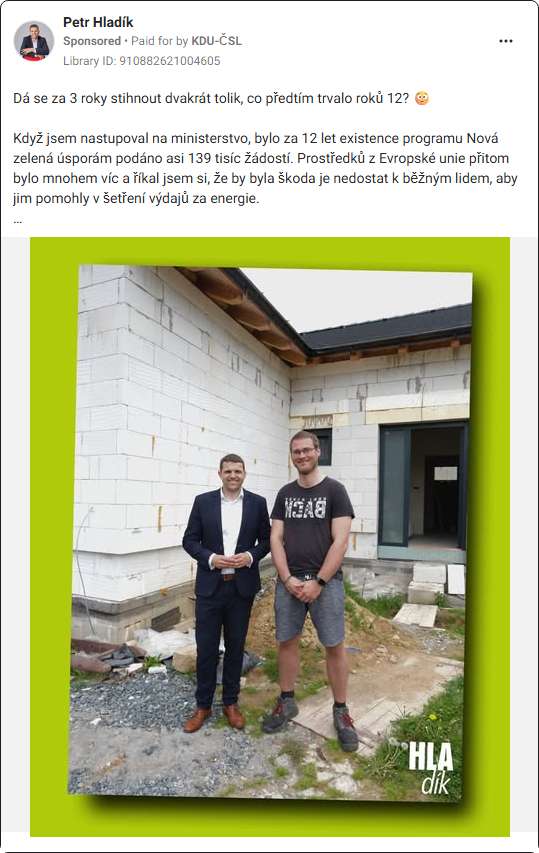 Petr Hladík
Sponsored • Paid for by KDU-ČSL
Library ID: 910882621004605
Dá se za 3 roky stihnout dvakrát tolik, co předtím trvalo roků 12? 😳
Když jsem nastupoval na ministerstvo, bylo za 12 let existence programu Nová
zelená úsporám podáno asi 139 tisíc žádostí. Prostředků z Evropské unie přitom
bylo mnohem víc a říkal jsem si, že by byla škoda je nedostat k běžným lidem, aby
jim pomohly v šetření výdajů za energie.
...
BACK
HLA
dík